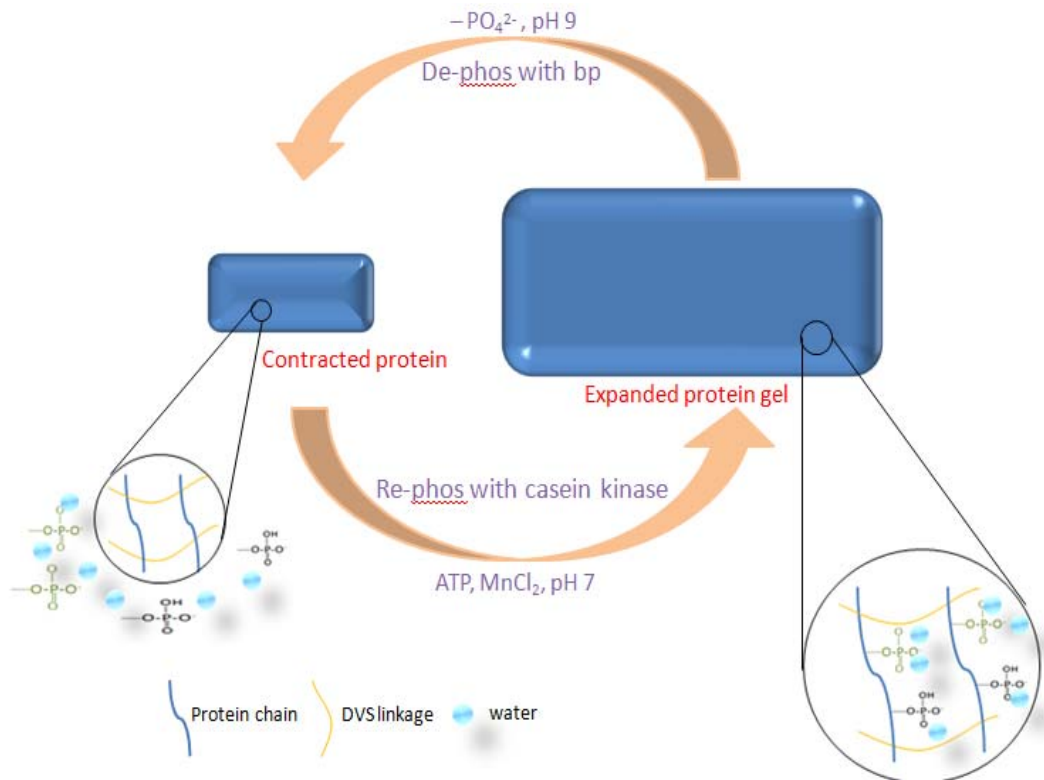 – PO₄²⁻, pH 9
De-phos with bp
Contracted protein
Expanded protein gel
Re-phos with casein kinase
ATP, MnCl₂, pH 7
Protein chain
DVS linkage
water